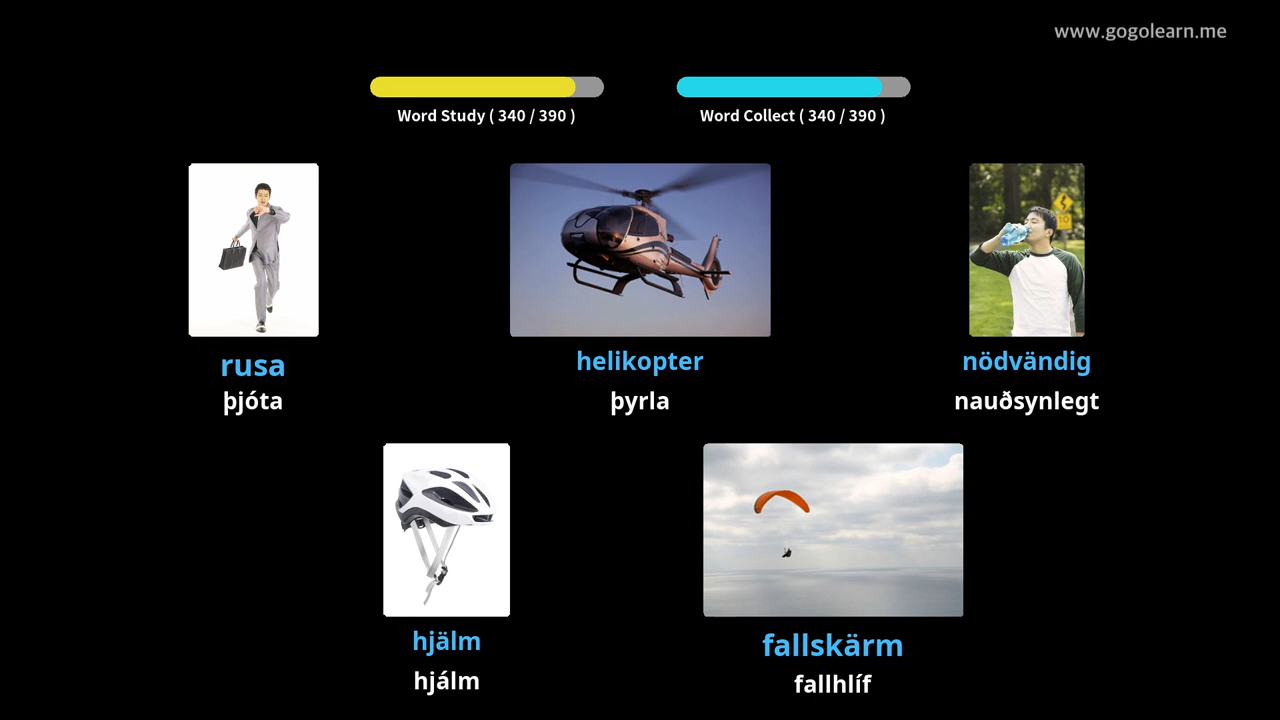 www.gogolearn.me
Word Study ( 340 / 390 )
Word Collect ( 340 / 390 )
rusa
þjóta
helikopter
þyrla
nödvändig
nauðsynlegt
hjälm
hjálm
fallskärm
fallhlíf